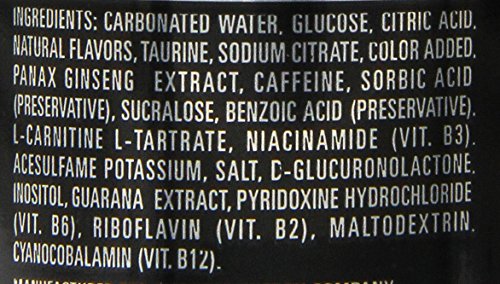 INGREDIENTS: CARBONATED WATER, GLUCOSE, CITRIC ACID,
NATURAL FLAVORS, TAURINE, SODIUM CITRATE, COLOR ADDED,
PANAX GINSENG EXTRACT, CAFFEINE, SORBIC ACID
(PRESERVATIVE), SUCRALOSE, BENZOIC ACID (PRESERVATIVE),
L-CARNITINE L-TARTRATE, NIACINAMIDE (VIT. B3),
ACESULFAME POTASSIUM, SALT, D-GLUCURONOLACTONE,
INOSITOL, GUARANA EXTRACT, PYRIDOXINE HYDROCHLORIDE
(VIT. B6), RIBOFLAVIN (VIT. B2), MALTODEXTRIN,
CYANOCOBALAMIN (VIT. B12).
COMPANY